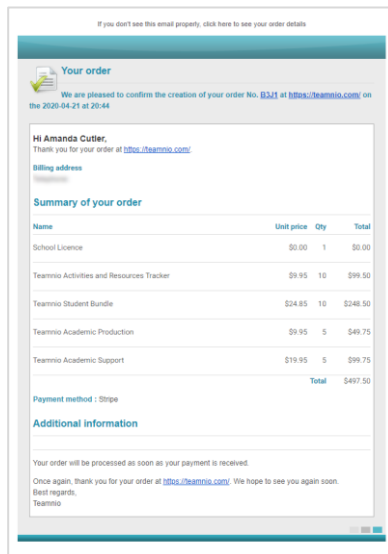 If you don't see this email properly, click here to see your order details
Your order
We are pleased to confirm the creation of your order No. B3J1 at https://teamnio.com/ on
the 2020-04-21 at 20:44
Hi Amanda Cutler,
Thank you for your order at https://teamnio.com/.
Billing address
Summary of your order
Name Unit price Qty Total
School Licence $0.00 1 $0.00
Teamnio Activities and Resources Tracker $9.95 10 $99.50
Teamnio Student Bundle $24.85 10 $248.50
Teamnio Academic Production $9.95 5 $49.75
Teamnio Academic Support $19.95 5 $99.75
Total $497.50
Payment method : Stripe
Additional information
Your order will be processed as soon as your payment is received.
Once again, thank you for your order at https://teamnio.com/. We hope to see you again soon.
Best regards,
Teamnio